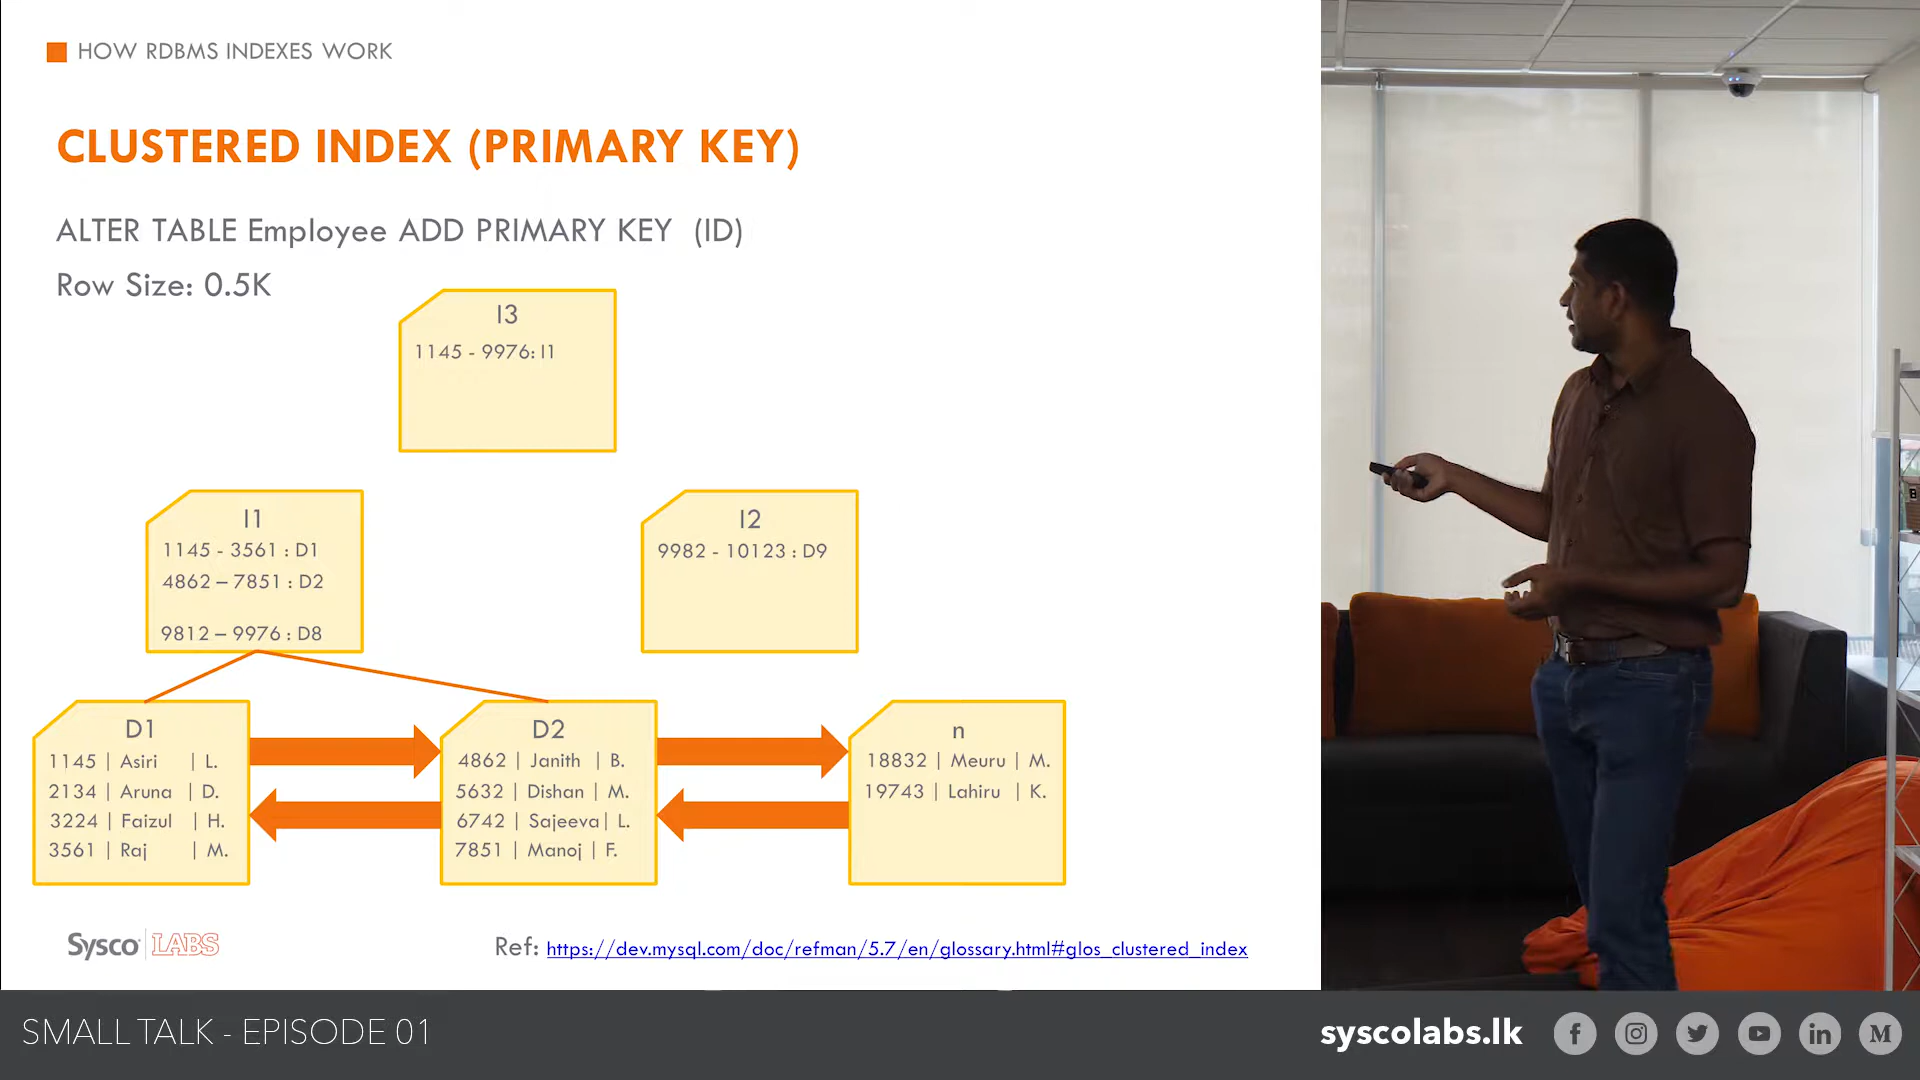 HOW RDBMS INDEXES WORK
CLUSTERED INDEX (PRIMARY KEY)
ALTER TABLE Employee ADD PRIMARY KEY (ID)
Row Size: 0.5K
I3
1145 - 9976: I1
I1
1145 - 3561 : D1
4862 – 7851 : D2
9812 – 9976 : D8
I2
9982 - 10123 : D9
D1
1145 | Asiri | L.
2134 | Aruna | D.
3224 | Faizul | H.
3561 | Raj | M.
D2
4862 | Janith | B.
5632 | Dishan | M.
6742 | Sajeeva | L.
7851 | Manoj | F.
n
18832 | Meuru | M.
19743 | Lahiru | K.
Sysco LABS
Ref: https://dev.mysql.com/doc/refman/5.7/en/glossary.html#glos_clustered_index
SMALL TALK - EPISODE 01
syscolabs.lk